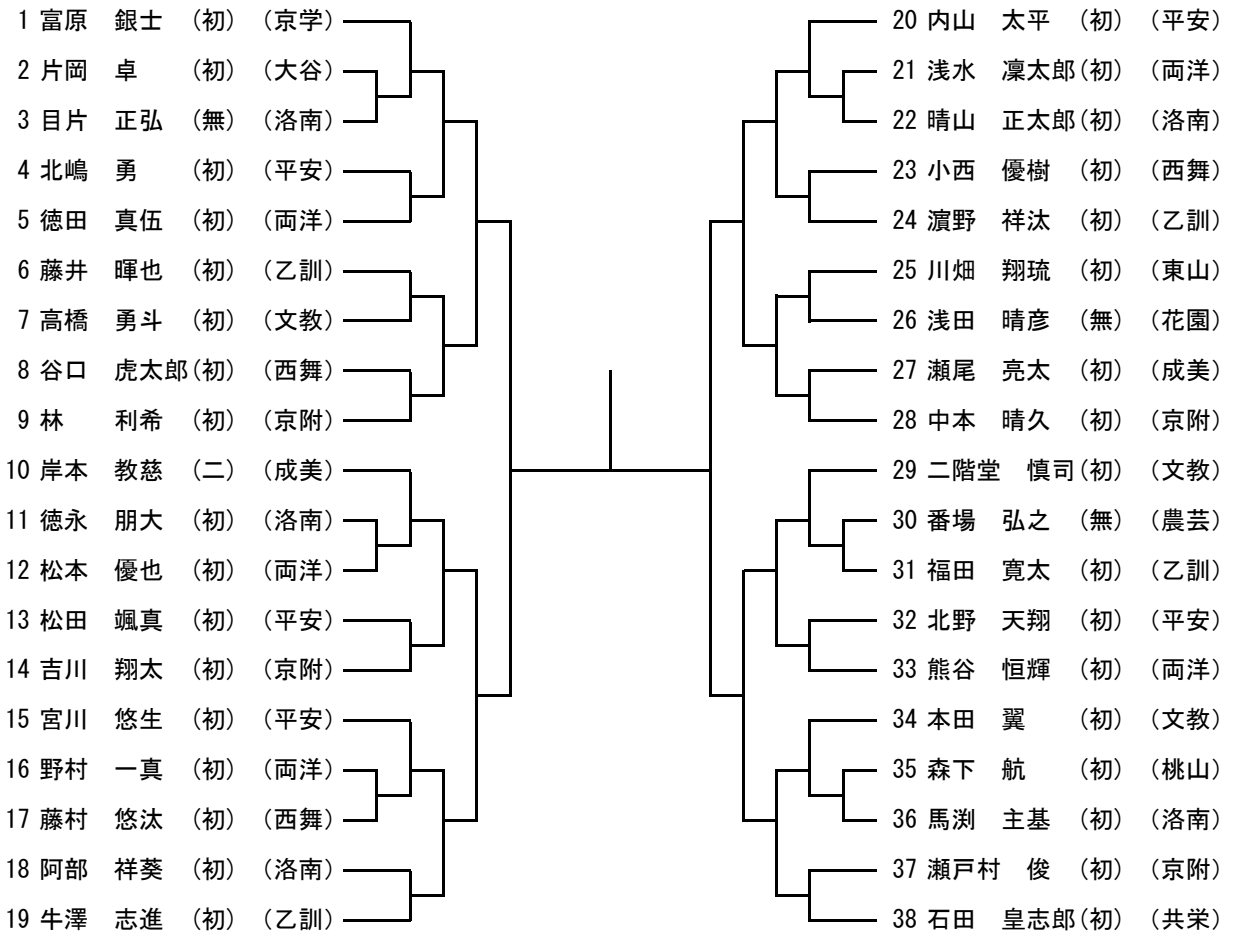 1 富原 銀士 (初) (京学)
2 片岡 卓 (初) (大谷)
3 目片 正弘 (無) (洛南)
4 北嶋 勇 (初) (平安)
5 徳田 真伍 (初) (両洋)
6 藤井 暉也 (初) (乙訓)
7 高橋 勇斗 (初) (文教)
8 谷口 虎太郎(初) (西舞)
9 林 利希 (初) (京附)
10 岸本 教慈 (二) (成美)
11 徳永 朋大 (初) (洛南)
12 松本 優也 (初) (両洋)
13 松田 颯真 (初) (平安)
14 吉川 翔太 (初) (京附)
15 宮川 悠生 (初) (平安)
16 野村 一真 (初) (両洋)
17 藤村 悠汰 (初) (西舞)
18 阿部 祥葵 (初) (洛南)
19 牛澤 志進 (初) (乙訓)
20 内山 太平 (初) (平安)
21 浅水 凜太郎(初) (両洋)
22 晴山 正太郎(初) (洛南)
23 小西 優樹 (初) (西舞)
24 濵野 祥汰 (初) (乙訓)
25 川畑 翔琉 (初) (東山)
26 浅田 晴彦 (無) (花園)
27 瀬尾 亮太 (初) (成美)
28 中本 晴久 (初) (京附)
29 二階堂 慎司(初) (文教)
30 番場 弘之 (無) (農芸)
31 福田 寛太 (初) (乙訓)
32 北野 天翔 (初) (平安)
33 熊谷 恒輝 (初) (両洋)
34 本田 翼 (初) (文教)
35 森下 航 (初) (桃山)
36 馬渕 主基 (初) (洛南)
37 瀬戸村 俊 (初) (京附)
38 石田 皇志郎(初) (共栄)